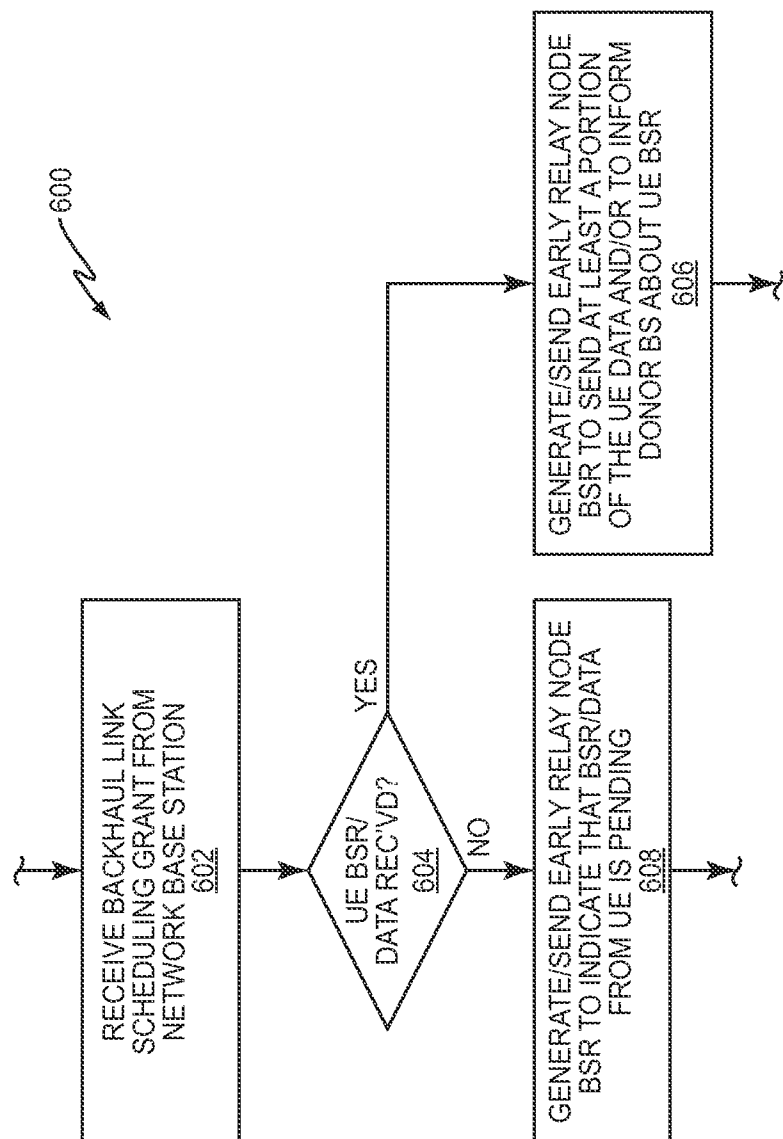 600
RECEIVE BACKHAUL LINK
SCHEDULING GRANT FROM
NETWORK BASE STATION
602
UE BSR/
DATA REC'VD?
604
YES
NO
GENERATE/SEND EARLY RELAY NODE
BSR TO SEND AT LEAST A PORTION
OF THE UE DATA AND/OR TO INFORM
DONOR BS ABOUT UE BSR
606
GENERATE/SEND EARLY RELAY NODE
BSR TO INDICATE THAT BSR/DATA
FROM UE IS PENDING
608